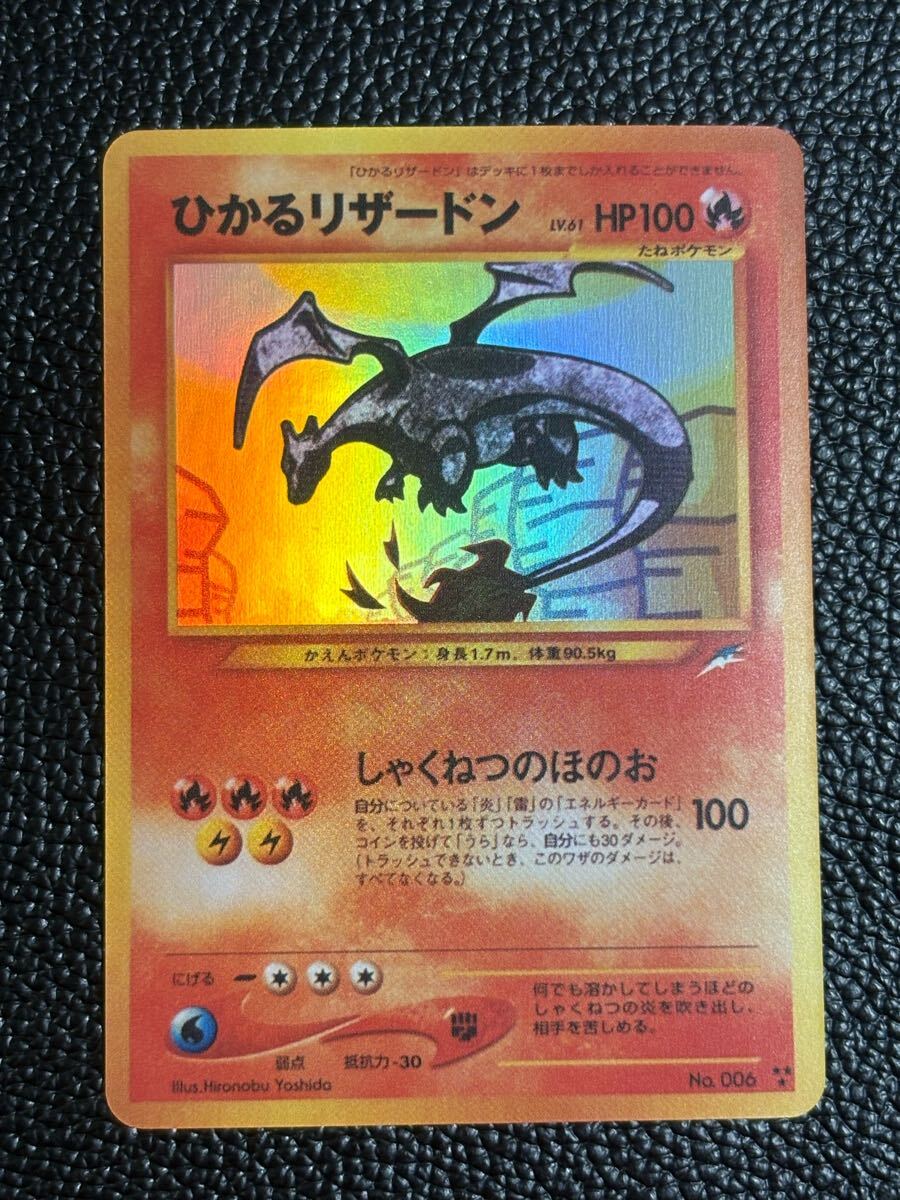 「ひかるリザードン」はデッキに1枚までしか入れることができません。
ひかるリザードン LV.61 HP100
たねポケモン
かえんポケモン：身長1.7m、体重90.5kg
しゃくねつのほのお
自分についている「炎」「雷」の「エネルギーカード」
を、それぞれ1枚ずつトラッシュする。その後、
コインを投げて「うら」なら、自分にも30ダメージ。
（トラッシュできないとき、このワザのダメージは、
すべてなくなる。）
100
にげる
弱点 抵抗力 -30
何でも溶かしてしまうほどの
しゃくねつの炎を吹き出し、
相手を苦しめる。
Illus.Hironobu Yoshida
No. 006